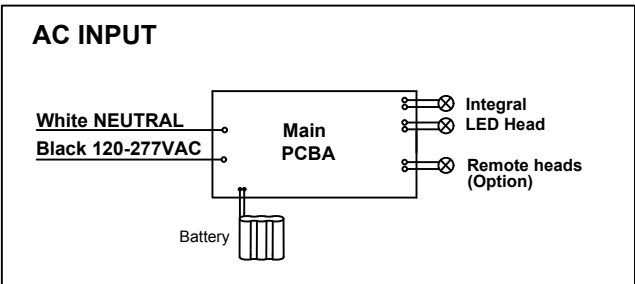 AC INPUT
White NEUTRAL
Black 120-277VAC
Main
PCBA
Integral
LED Head
Remote heads
(Option)
Battery